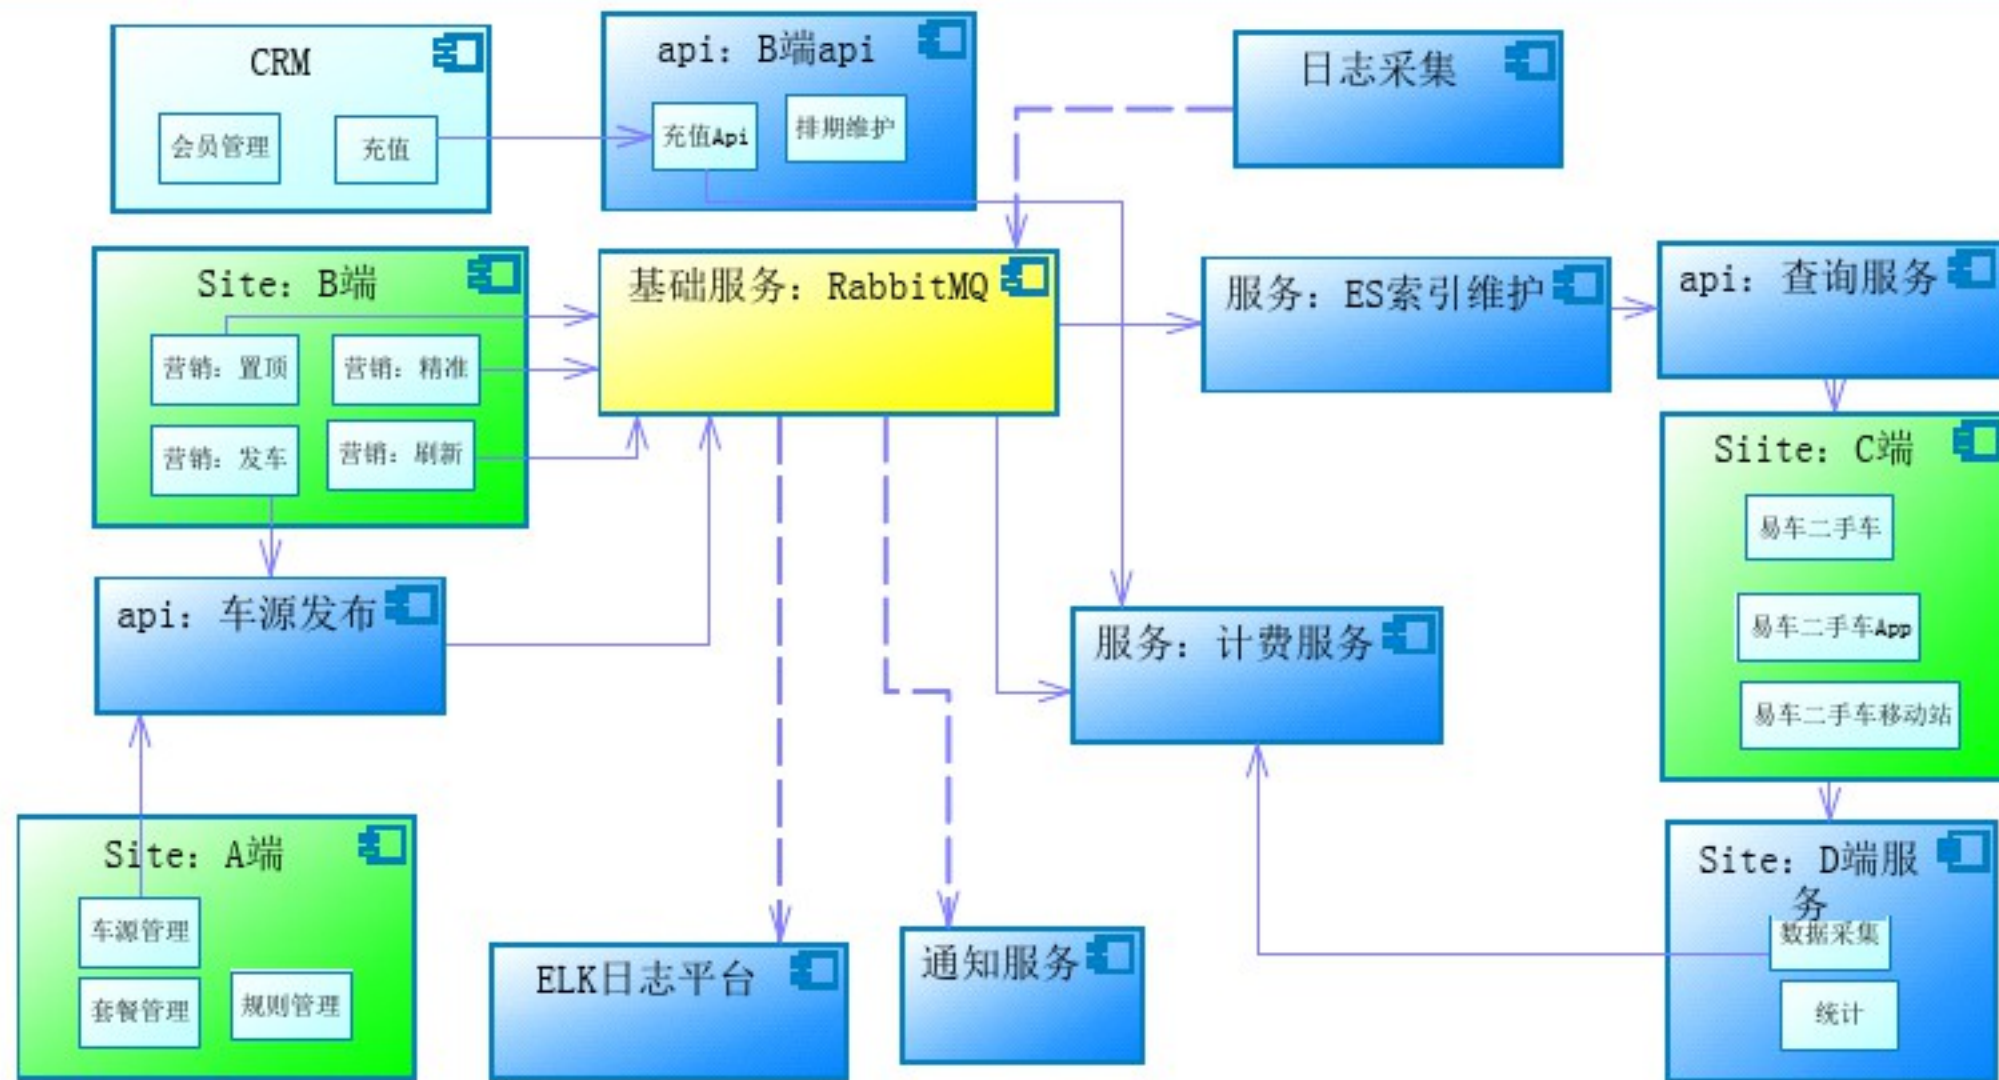 CRM
会员管理
充值
api: B端api
充值Api
排期维护
日志采集
Site: B端
营销: 置顶
营销: 精准
营销: 发车
营销: 刷新
基础服务: RabbitMQ
服务: ES索引维护
api: 查询服务
Siite: C端
易车二手车
易车二手车App
易车二手车移动站
api: 车源发布
服务: 计费服务
Site: A端
车源管理
套餐管理
规则管理
ELK日志平台
通知服务
Site: D端服
务
数据采集
统计